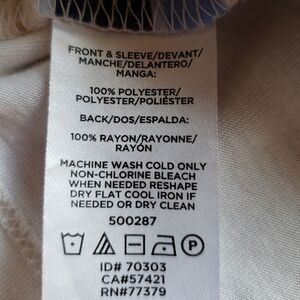 FRONT & SLEEVE/DEVANT/
MANCHE/DELANTERO/
MANGA:
100% POLYESTER/
POLYESTER/POLIÉSTER
BACK/DOS/ESPALDA:
100% RAYON/RAYONNE/
RAYÓN
MACHINE WASH COLD ONLY
NON-CHLORINE BLEACH
WHEN NEEDED RESHAPE
DRY FLAT COOL IRON IF
NEEDED OR DRY CLEAN
500287
P
ID# 70303
CA#57421
RN#77379